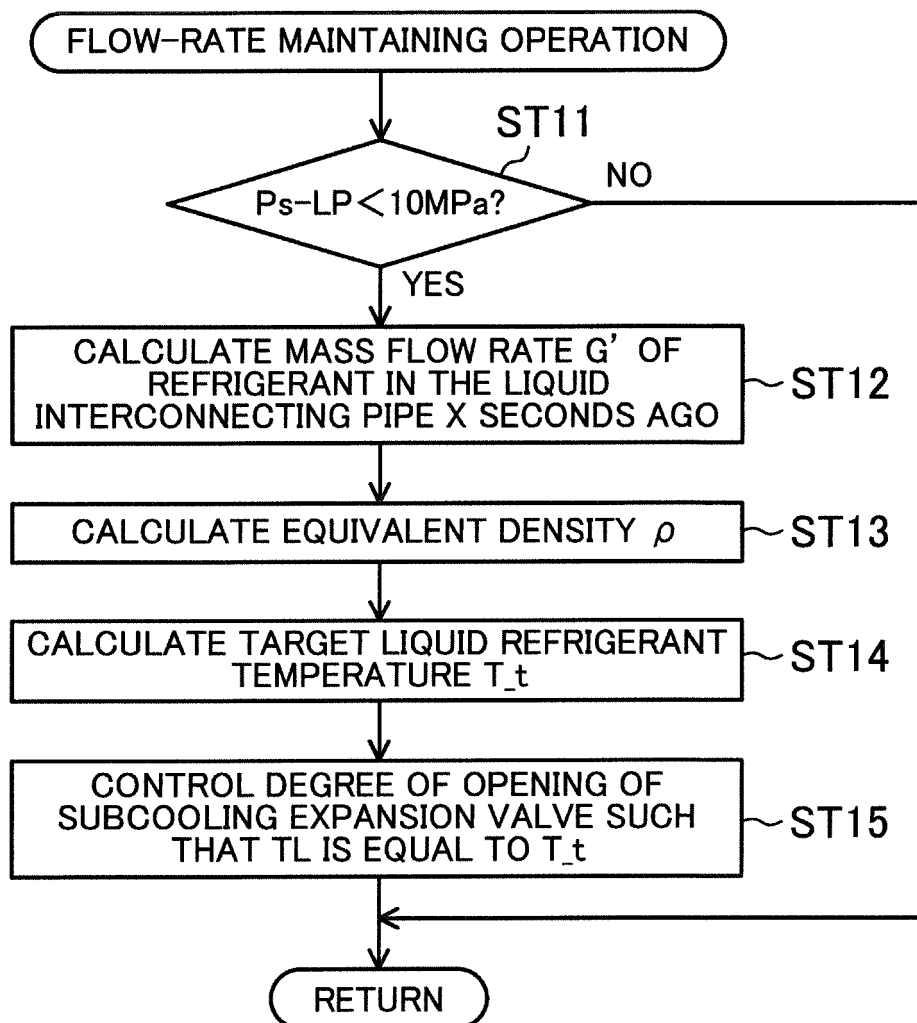 FLOW-RATE MAINTAINING OPERATION
ST11
Ps-LP<10MPa?
NO
YES
CALCULATE MASS FLOW RATE G' OF
REFRIGERANT IN THE LIQUID
INTERCONNECTING PIPE X SECONDS AGO
ST12
CALCULATE EQUIVALENT DENSITY ρ
ST13
CALCULATE TARGET LIQUID REFRIGERANT
TEMPERATURE T_t
ST14
CONTROL DEGREE OF OPENING OF
SUBCOOLING EXPANSION VALVE SUCH
THAT TL IS EQUAL TO T_t
ST15
RETURN